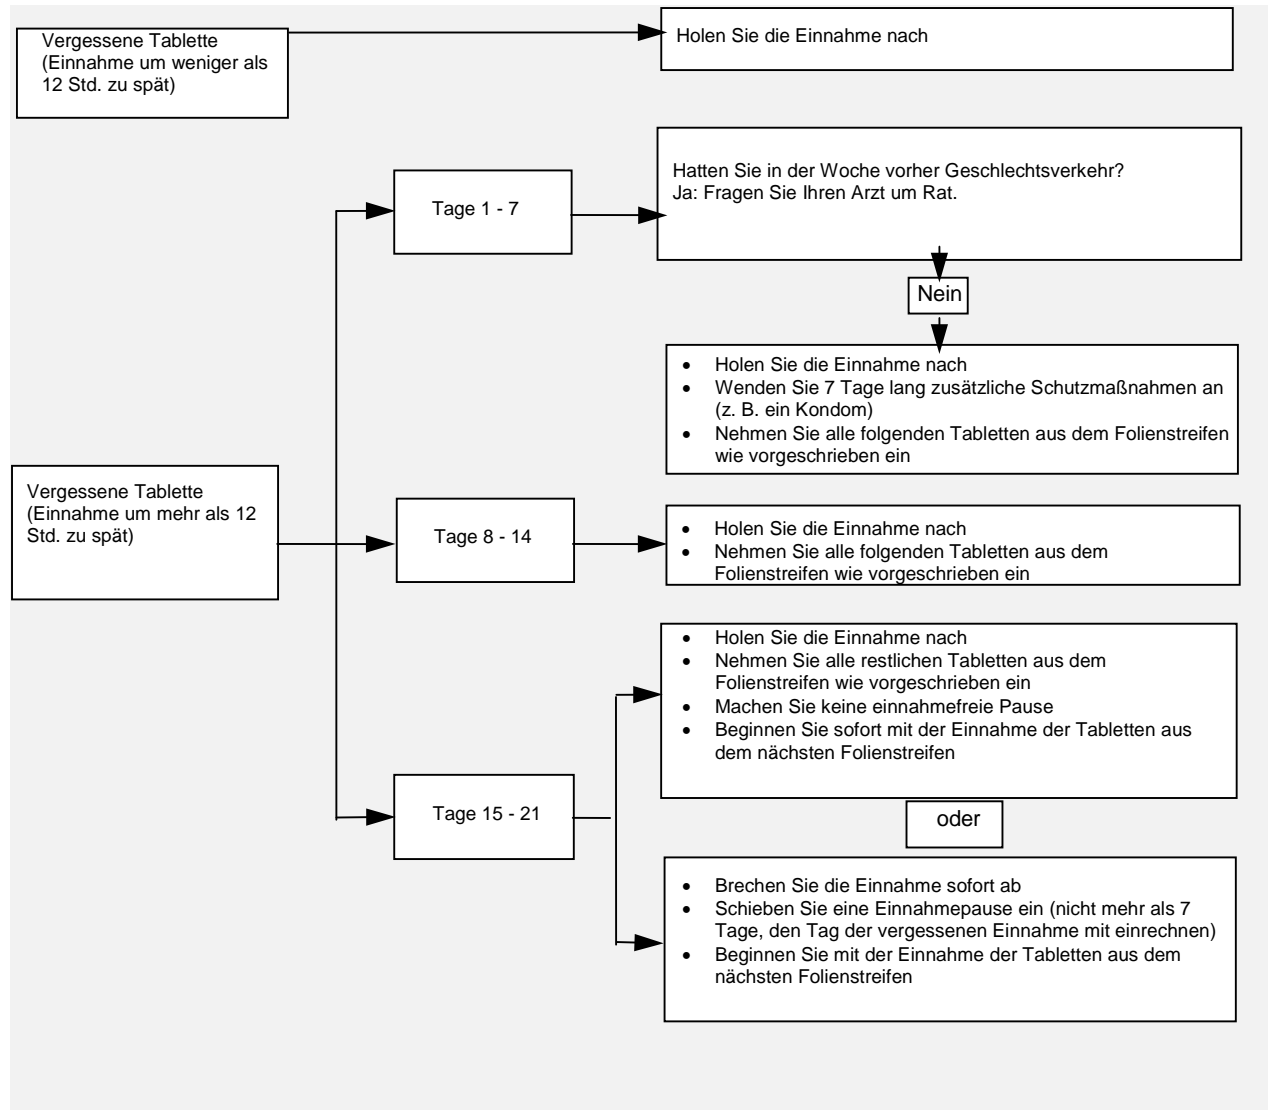 Vergessene Tablette
(Einnahme um weniger als
12 Std. zu spät)
Holen Sie die Einnahme nach
Hatten Sie in der Woche vorher Geschlechtsverkehr?
Ja: Fragen Sie Ihren Arzt um Rat.
Tage 1 - 7
Nein
• Holen Sie die Einnahme nach
• Wenden Sie 7 Tage lang zusätzliche Schutzmaßnahmen an
(z. B. ein Kondom)
• Nehmen Sie alle folgenden Tabletten aus dem Folienstreifen
wie vorgeschrieben ein
Vergessene Tablette
(Einnahme um mehr als 12
Std. zu spät)
Tage 8 - 14
• Holen Sie die Einnahme nach
• Nehmen Sie alle folgenden Tabletten aus dem
Folienstreifen wie vorgeschrieben ein
• Holen Sie die Einnahme nach
• Nehmen Sie alle restlichen Tabletten aus dem
Folienstreifen wie vorgeschrieben ein
• Machen Sie keine einnahmefreie Pause
• Beginnen Sie sofort mit der Einnahme der Tabletten aus
dem nächsten Folienstreifen
Tage 15 - 21
oder
• Brechen Sie die Einnahme sofort ab
• Schieben Sie eine Einnahmepause ein (nicht mehr als 7
Tage, den Tag der vergessenen Einnahme mit einrechnen)
• Beginnen Sie mit der Einnahme der Tabletten aus dem
nächsten Folienstreifen